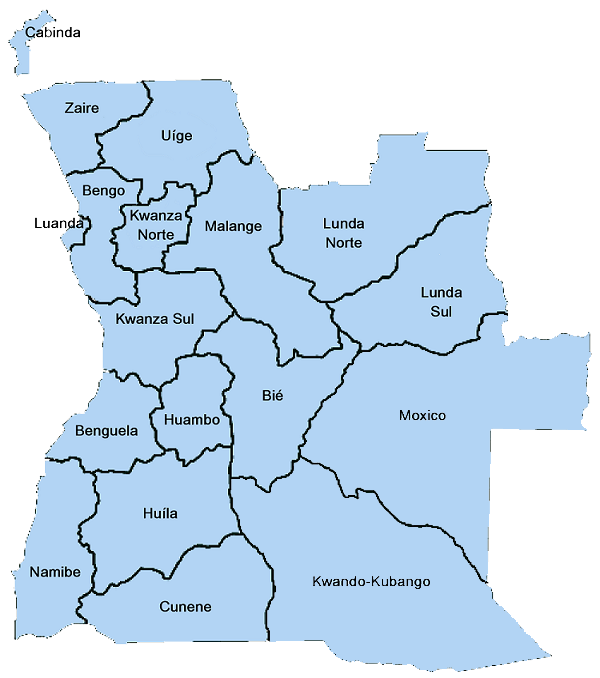 Cabinda
Zaire
Uíge
Bengo
Luanda
Kwanza
Norte
Malange
Lunda
Norte
Lunda
Sul
Kwanza Sul
Bié
Moxico
Huambo
Benguela
Huíla
Namibe
Kwando-Kubango
Cunene